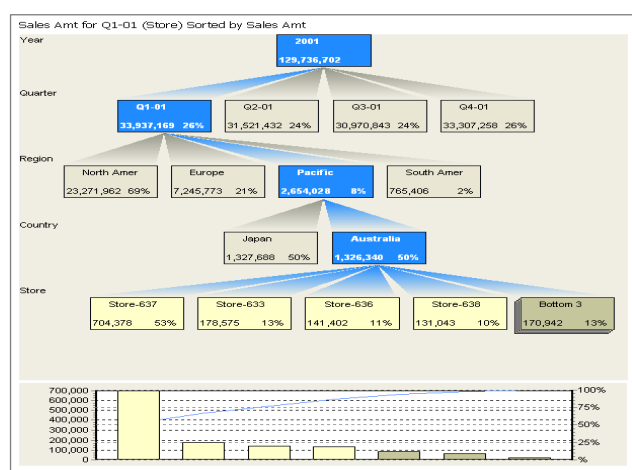 Sales Amt for Q1-01 (Store) Sorted by Sales Amt
Year
2001
129,736,702
Quarter
Q1-01 Q2-01 Q3-01 Q4-01
33,937,169 26% 31,521,432 24% 30,970,843 24% 33,307,258 26%
Region
North Amer Europe Pacific South Amer
23,271,962 69% 7,245,773 21% 2,654,028 8% 765,406 2%
Country
Japan Australia
1,327,688 50% 1,326,340 50%
Store
Store-637 Store-633 Store-636 Store-638 Bottom 3
704,378 53% 178,575 13% 141,402 11% 131,043 10% 170,942 13%
700,000 100%
600,000
500,000 75%
400,000 50%
300,000
200,000 25%
100,000
0 %